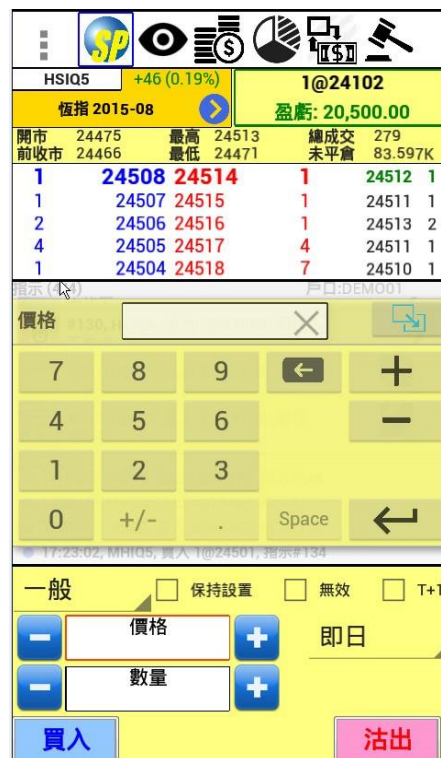 SP $ $1
HSIQ5 +46 (0.19%) 1@24102
恆指 2015-08 盈虧: 20,500.00
開市 24475 最高 24513 總成交 279
前收市 24466 最低 24471 未平倉 83.597K
1 24508 24514 1 24512 1
24507 24515 1 24511 1
2 24506 24516 1 24513 2
4 24505 24517 4 24511 1
1 24504 24518 7 24510 1
指示 戶口:DEMO01
價格
7 8 9
4 5 6
1 2 3
0 +/- . Space
17:23:02, MHIQ5, 買入 1@24501, 指示#134
一般 保持設置 無效 T+1
價格 即日
數量
買入 沽出